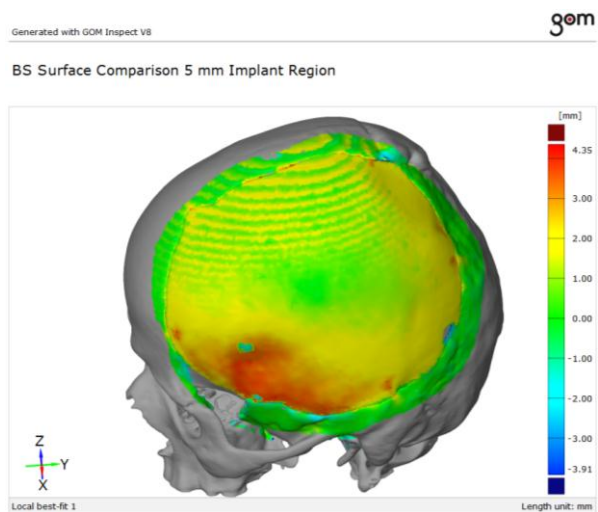 gom
Generated with GOM Inspect V8
BS Surface Comparison 5 mm Implant Region
[mm]
4.35
3.00
2.00
1.00
0.00
-1.00
-2.00
-3.00
-3.91
Z
Y
X
Local best-fit 1
Length unit: mm